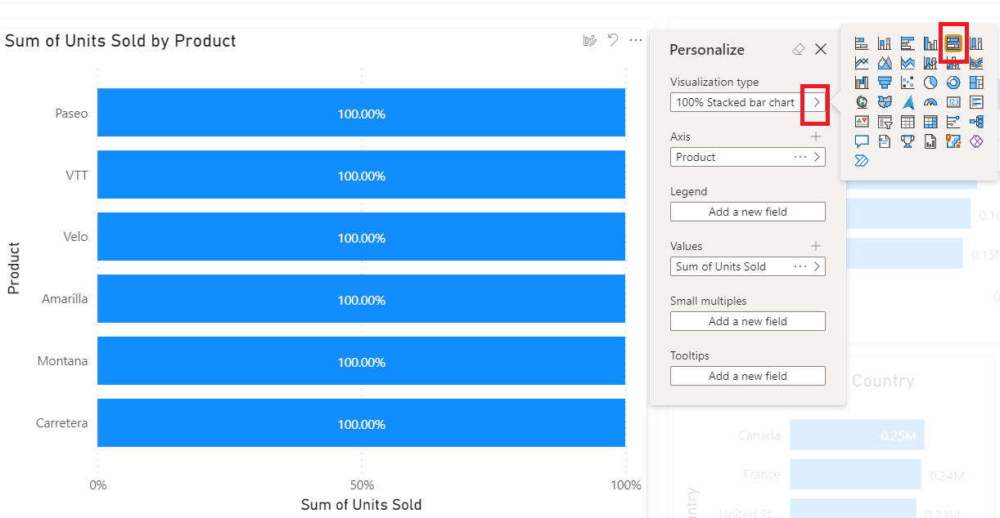 Sum of Units Sold by Product
Product
Paseo
100.00%
VTT
100.00%
Velo
100.00%
Amarilla
100.00%
Montana
100.00%
Carretera
100.00%
0%
50%
100%
Sum of Units Sold
Personalize
Visualization type
100% Stacked bar chart
Axis
Product
Legend
Add a new field
Values
Sum of Units Sold
Small multiples
Add a new field
Tooltips
Add a new field
123
0.15M
Country
Canada
0.25M
France
0.24M
United St...
0.23M